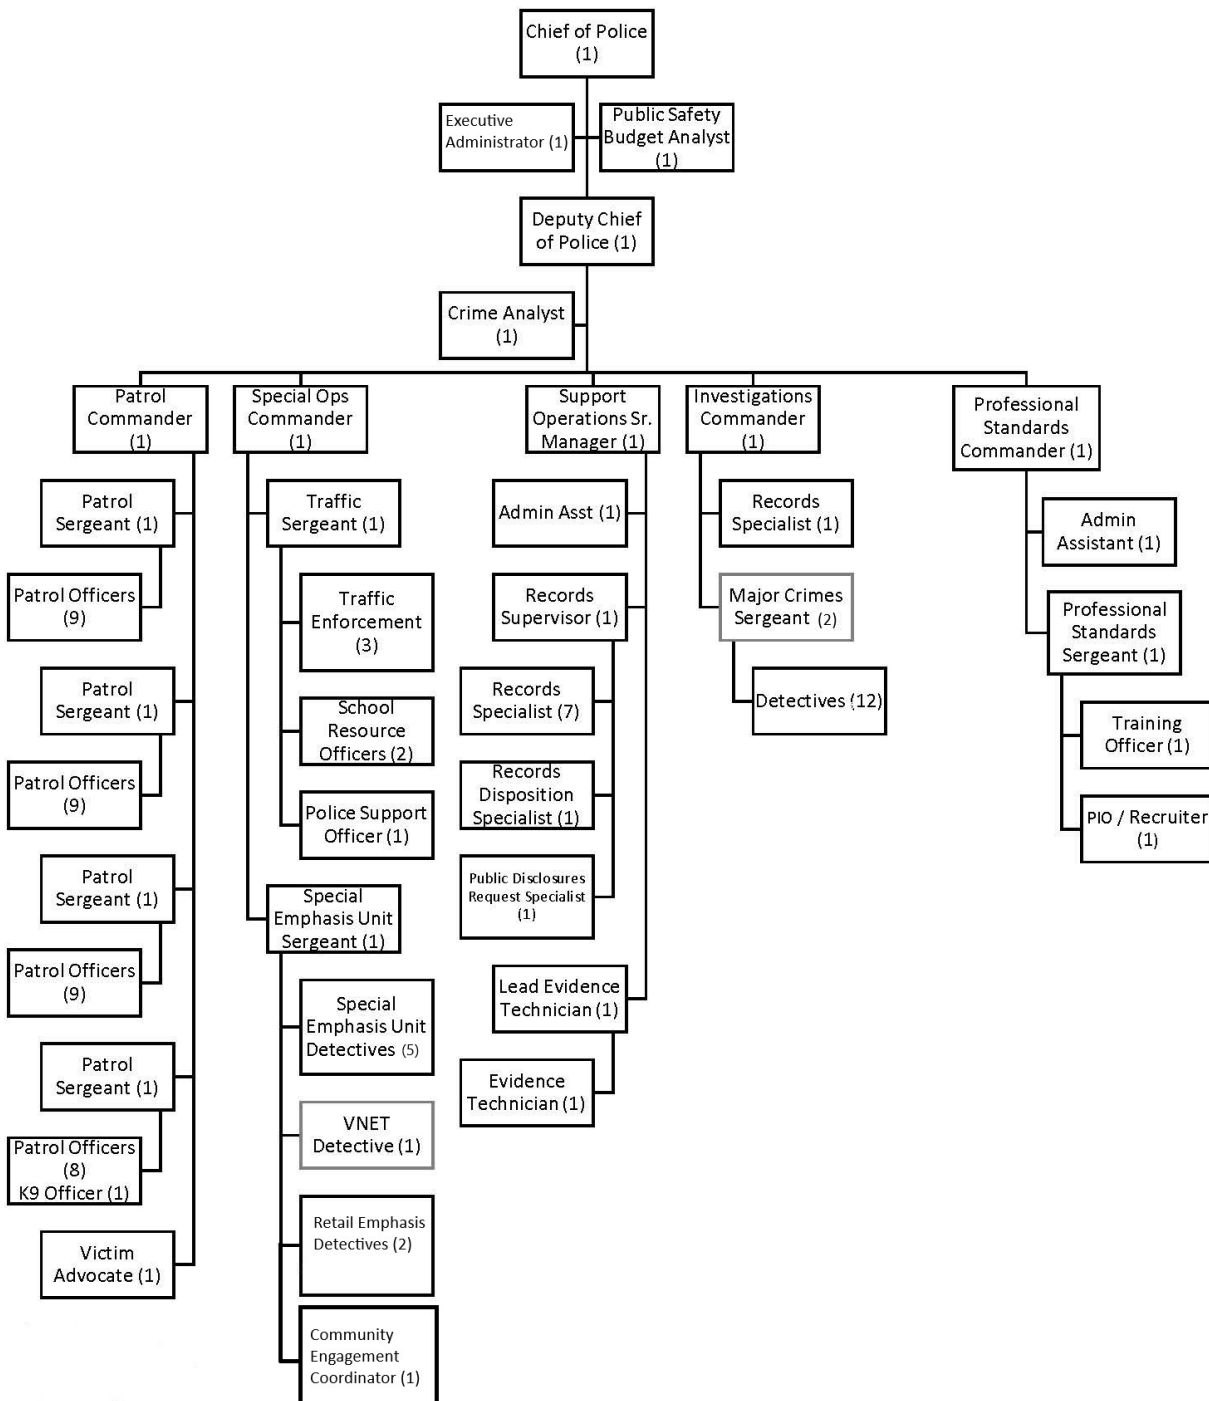 Chief of Police
(1)
Executive
Administrator (1)
Public Safety
Budget Analyst
(1)
Deputy Chief
of Police (1)
Crime Analyst
(1)
Patrol
Commander
(1)
Patrol
Sergeant (1)
Patrol Officers
(9)
Patrol
Sergeant (1)
Patrol Officers
(9)
Patrol
Sergeant (1)
Patrol Officers
(9)
Patrol
Sergeant (1)
Patrol Officers
(8)
K9 Officer (1)
Victim
Advocate (1)
Special Ops
Commander
(1)
Traffic
Sergeant (1)
Traffic
Enforcement
(3)
School
Resource
Officers (2)
Police Support
Officer (1)
Special
Emphasis Unit
Sergeant (1)
Special
Emphasis Unit
Detectives (5)
VNET
Detective (1)
Retail Emphasis
Detectives (2)
Community
Engagement
Coordinator (1)
Support
Operations Sr.
Manager (1)
Admin Asst (1)
Records
Supervisor (1)
Records
Specialist (7)
Records
Disposition
Specialist (1)
Public Disclosures
Request Specialist
(1)
Lead Evidence
Technician (1)
Evidence
Technician (1)
Investigations
Commander
(1)
Records
Specialist (1)
Major Crimes
Sergeant (2)
Detectives (12)
Professional
Standards
Commander (1)
Admin
Assistant (1)
Professional
Standards
Sergeant (1)
Training
Officer (1)
PIO / Recruiter
(1)